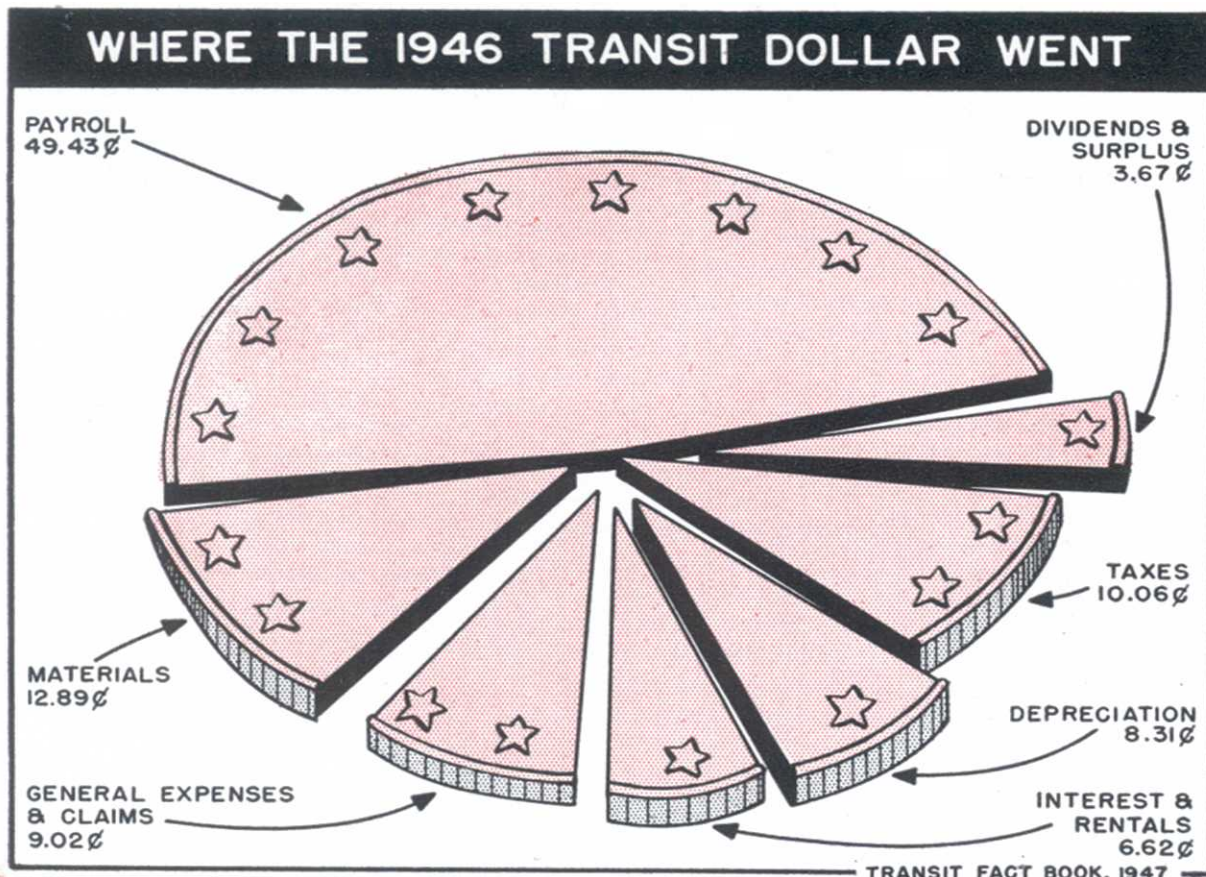 WHERE THE 1946 TRANSIT DOLLAR WENT
PAYROLL
49.43¢
DIVIDENDS &
SURPLUS
3.67¢
TAXES
10.06¢
MATERIALS
12.89¢
DEPRECIATION
8.31¢
GENERAL EXPENSES
& CLAIMS
9.02¢
INTEREST &
RENTALS
6.62¢
TRANSIT FACT BOOK, 1947